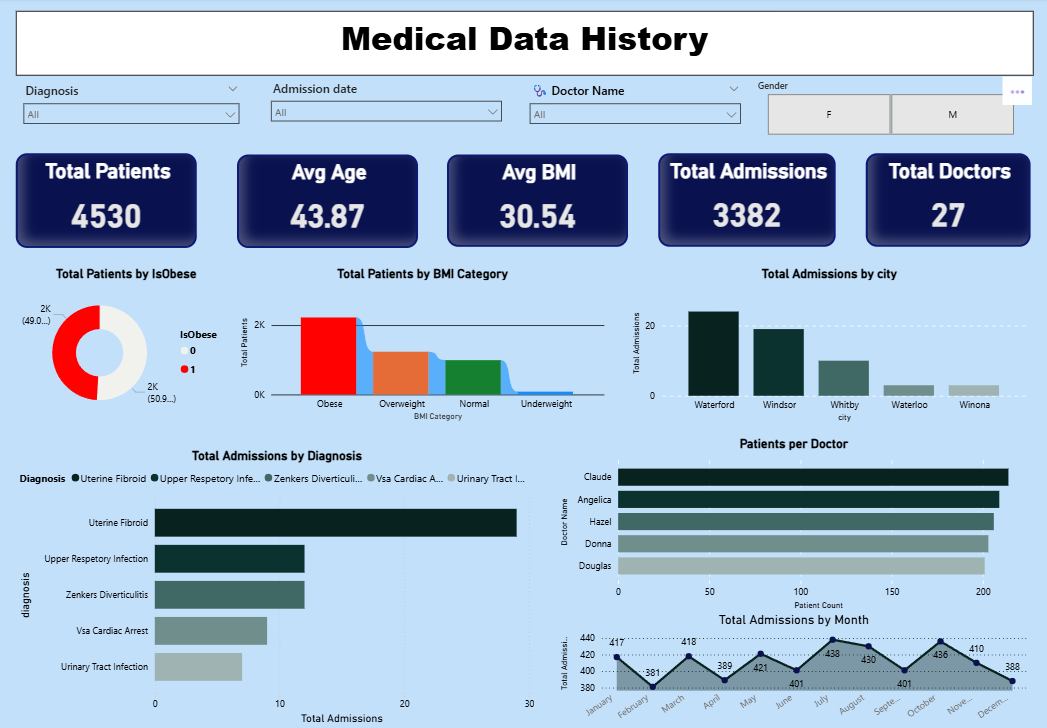 Medical Data History
Diagnosis
All
Admission date
All
Doctor Name
All
Gender
F
M
Total Patients
4530
Avg Age
43.87
Avg BMI
30.54
Total Admissions
3382
Total Doctors
27
Total Patients by IsObese
2K
(49.0...)
2K
(50.9...)
IsObese
0
1
Total Patients by BMI Category
Total Patients
2K
0K
Obese Overweight Normal Underweight
BMI Category
Total Admissions by city
Total Admissions
20
0
Waterford Windsor Whitby Waterloo Winona
city
Total Admissions by Diagnosis
Diagnosis Uterine Fibroid Upper Respetory Infe... Zenkers Diverticuli... Vsa Cardiac A... Urinary Tract I...
diagnosis
Uterine Fibroid
Upper Respetory Infection
Zenkers Diverticulitis
Vsa Cardiac Arrest
Urinary Tract Infection
0 10 20 30
Total Admissions
Patients per Doctor
Doctor Name
Claude
Angelica
Hazel
Donna
Douglas
0 50 100 150 200
Patient Count
Total Admissions by Month
Total Admissi...
440
420
400
380
417 381 418 389 421 401 438 430 401 436 410 388
January February March April May June July August Septe... October Nove... Decem...